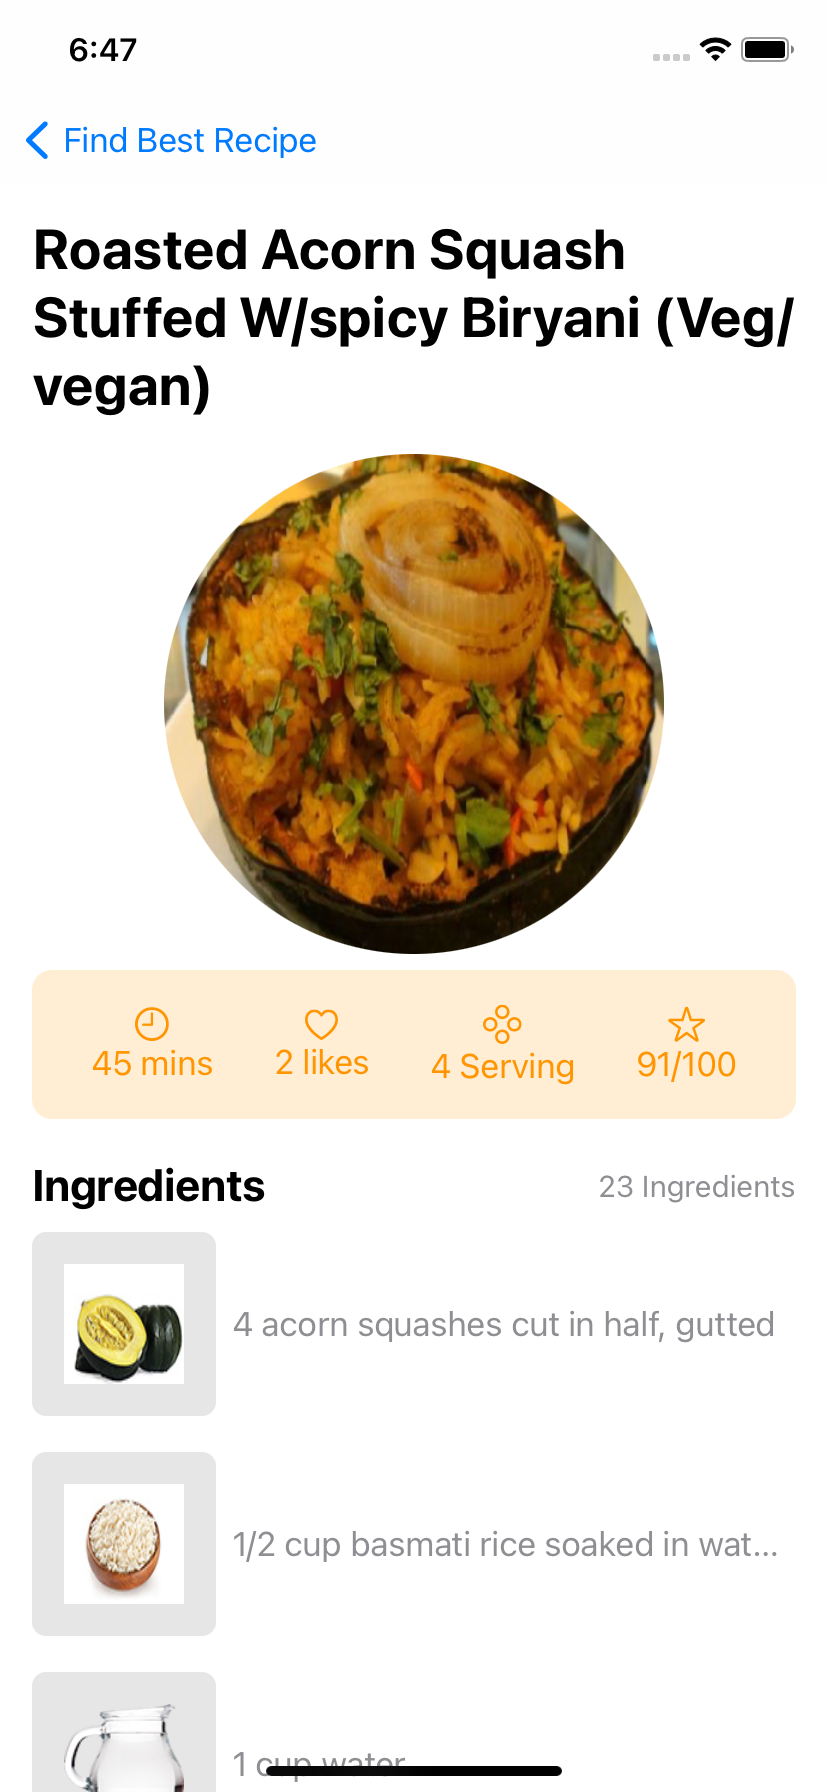 6:47
Find Best Recipe
Roasted Acorn Squash
Stuffed W/spicy Biryani (Veg/
vegan)
45 mins
2 likes
4 Serving
91/100
Ingredients
23 Ingredients
4 acorn squashes cut in half, gutted
1/2 cup basmati rice soaked in wat...
1 cup water